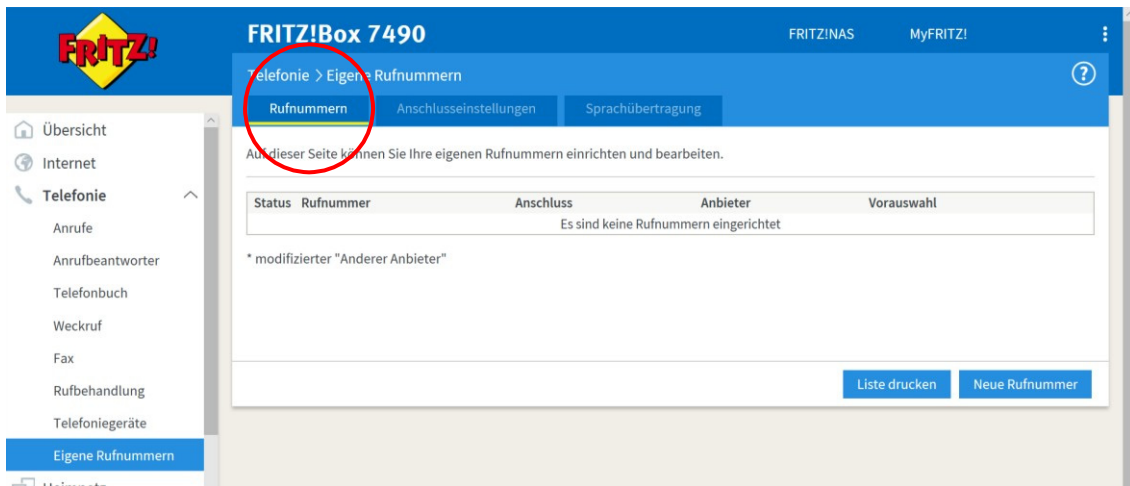 FRITZ!
FRITZ!Box 7490
FRITZ!NAS MyFRITZ!
Telefonie > Eigene Rufnummern ?
Rufnummern Anschlusseinstellungen Sprachübertragung
Übersicht
Internet
Telefonie
Anrufe
Anrufbeantworter
Telefonbuch
Weckruf
Fax
Rufbehandlung
Telefoniegeräte
Eigene Rufnummern
Auf dieser Seite können Sie Ihre eigenen Rufnummern einrichten und bearbeiten.
Status Rufnummer Anschluss Anbieter Vorauswahl
Es sind keine Rufnummern eingerichtet
* modifizierter "Anderer Anbieter"
Liste drucken Neue Rufnummer